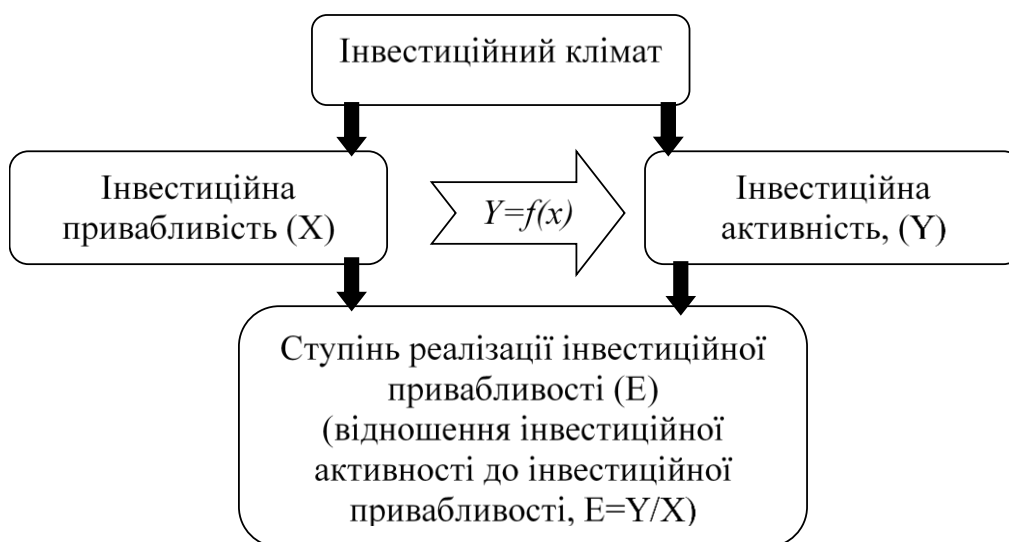 Інвестиційний клімат
Інвестиційна
привабливість (Х)
Y=f(x)
Інвестиційна
активність, (Y)
Ступінь реалізації інвестиційної
привабливості (Е)
(відношення інвестиційної
активності до інвестиційної
привабливості, E=Y/X)